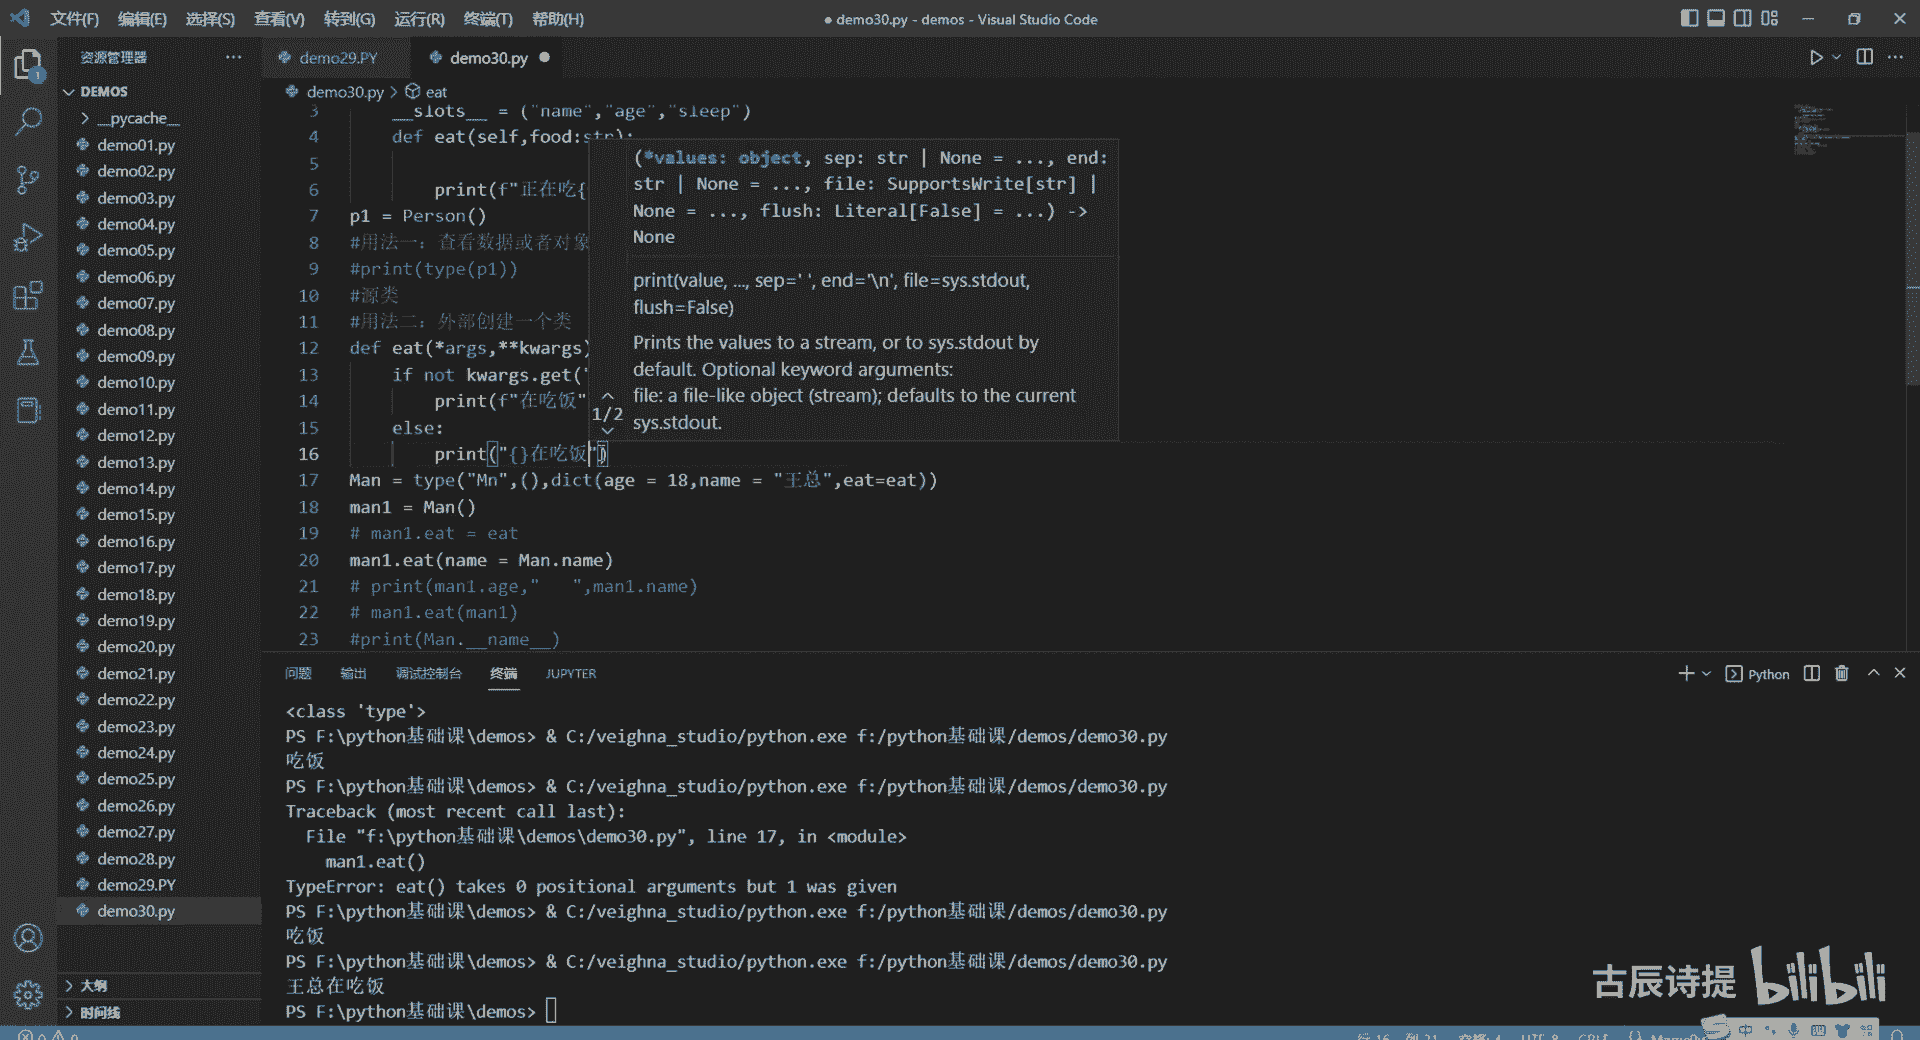 文件(F) 编辑(E) 选择(S) 查看(V) 转到(G) 运行(R) 终端(T) 帮助(H)
● demo30.py - demos - Visual Studio Code
资源管理器 ···
demo29.PY
demo30.py ●
DEMOS
demo30.py > eat
__pycache__
demo01.py
demo02.py
demo03.py
demo04.py
demo05.py
demo06.py
demo07.py
demo08.py
demo09.py
demo10.py
demo11.py
demo12.py
demo13.py
demo14.py
demo15.py
demo16.py
demo17.py
demo18.py
demo19.py
demo20.py
demo21.py
demo22.py
demo23.py
demo24.py
demo25.py
demo26.py
demo27.py
demo28.py
demo29.PY
demo30.py
大纲
时间线
1
3 __slots__ = ("name","age","sleep")
4 def eat(self,food:str):
5
6 print(f"正在吃{
7 p1 = Person()
8 #用法一: 查看数据或者对象
9 #print(type(p1))
10 #源类
11 #用法二: 外部创建一个类
12 def eat(*args,**kwargs)
13 if not kwargs.get('
14 print(f"在吃饭"
15 else:
16 print("{}在吃饭")
17 Man = type("Mn",(),dict(age = 18,name = "王总",eat=eat))
18 man1 = Man()
19 # man1.eat = eat
20 man1.eat(name = Man.name)
21 # print(man1.age," ",man1.name)
22 # man1.eat(man1)
23 #print(Man.__name__)
(*values: object, sep: str | None = ..., end:
str | None = ..., file: SupportsWrite[str] |
None = ..., flush: Literal[False] = ...) ->
None
print(value, ..., sep=' ', end='\n', file=sys.stdout,
flush=False)
Prints the values to a stream, or to sys.stdout by
default. Optional keyword arguments:
file: a file-like object (stream); defaults to the current
sys.stdout.
1/2
问题 输出 调试控制台 终端 JUPYTER
Python
<class 'type'>
PS F:\python基础课\demos> & C:/veighna_studio/python.exe f:/python基础课/demos/demo30.py
吃饭
PS F:\python基础课\demos> & C:/veighna_studio/python.exe f:/python基础课/demos/demo30.py
Traceback (most recent call last):
File "f:\python基础课\demos\demo30.py", line 17, in <module>
man1.eat()
TypeError: eat() takes 0 positional arguments but 1 was given
PS F:\python基础课\demos> & C:/veighna_studio/python.exe f:/python基础课/demos/demo30.py
吃饭
PS F:\python基础课\demos> & C:/veighna_studio/python.exe f:/python基础课/demos/demo30.py
王总在吃饭
PS F:\python基础课\demos>
古辰诗提 bilibili
中